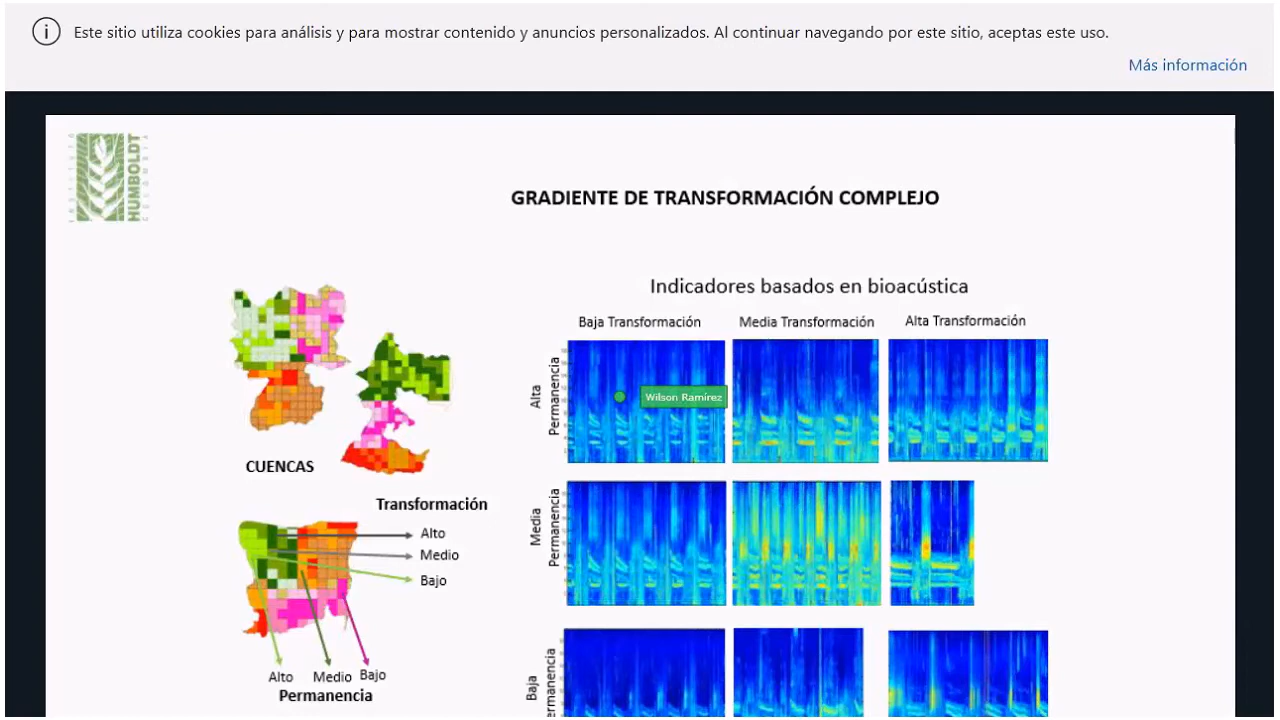 Este sitio utiliza cookies para análisis y para mostrar contenido y anuncios personalizados. Al continuar navegando por este sitio, aceptas este uso.
Más información
INSTITUTO
HUMBOLDT
COLOMBIA
GRADIENTE DE TRANSFORMACIÓN COMPLEJO
Indicadores basados en bioacústica
Baja Transformación
Media Transformación
Alta Transformación
Alta
Permanencia
Wilson Ramírez
CUENCAS
Transformación
Alto
Medio
Bajo
Media
Permanencia
Alto
Medio
Bajo
Permanencia
Baja